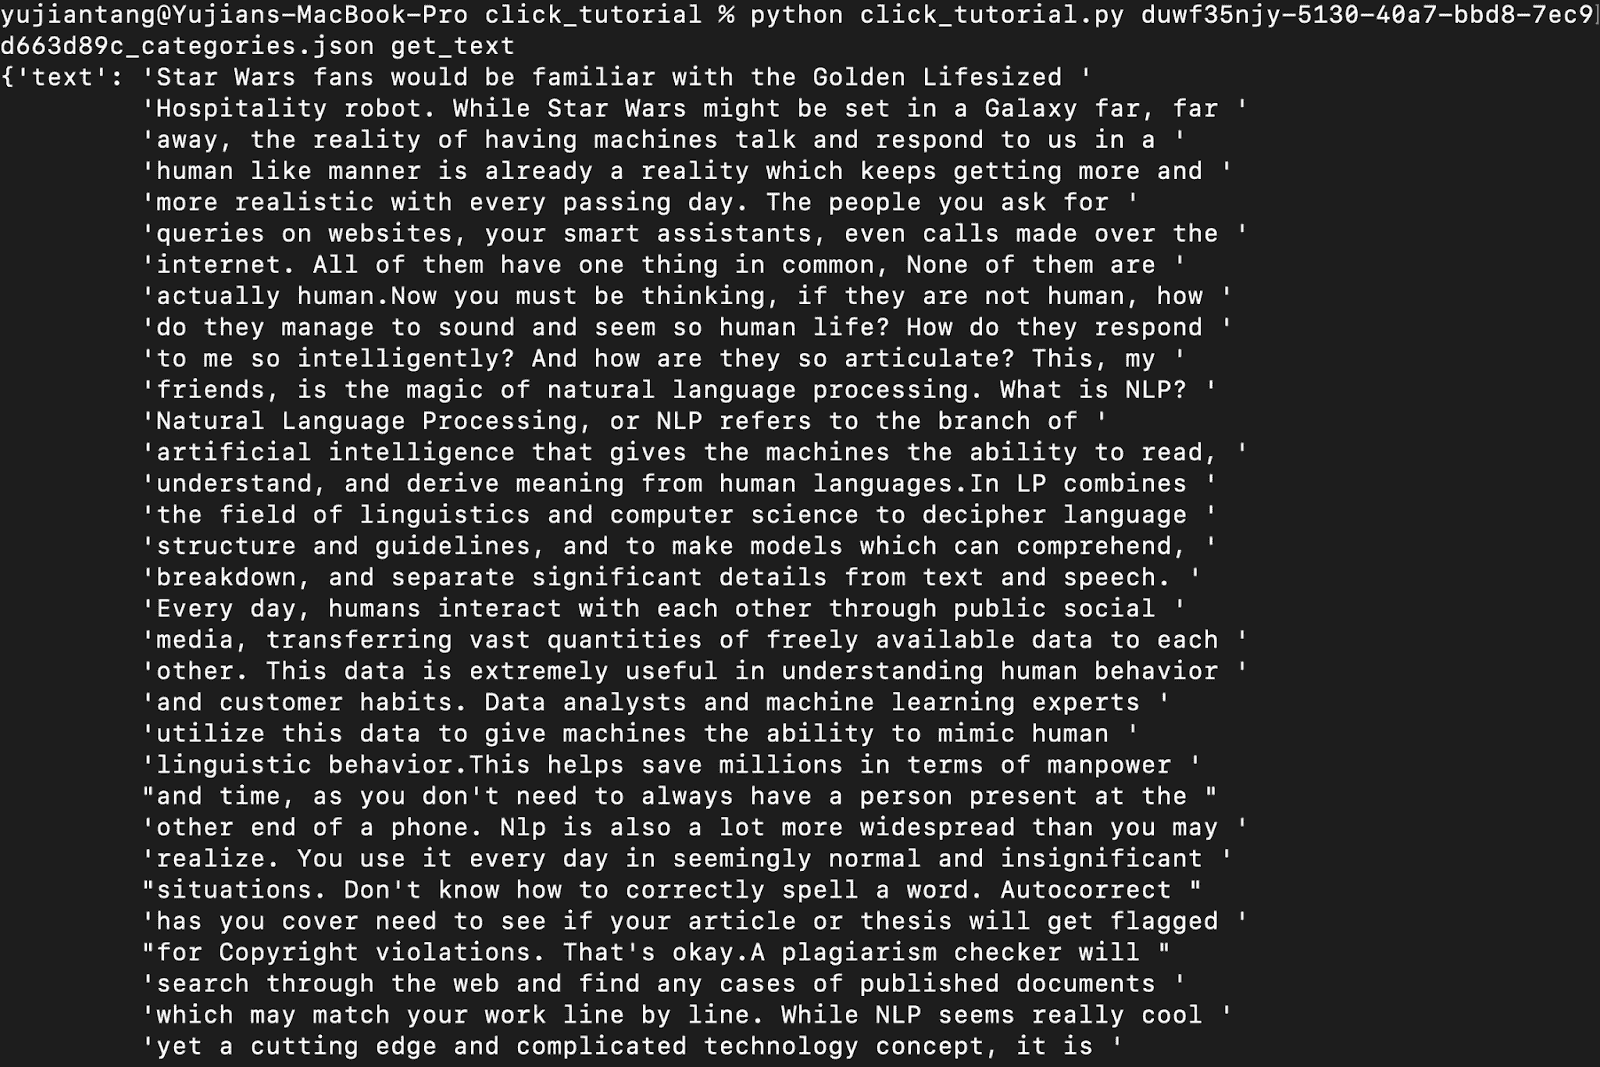 yujiantang@Yujians-MacBook-Pro click_tutorial % python click_tutorial.py duwf35njy-5130-40a7-bbd8-7ec9
d663d89c_categories.json get_text
{'text': 'Star Wars fans would be familiar with the Golden Lifesized '
'Hospitality robot. While Star Wars might be set in a Galaxy far, far '
'away, the reality of having machines talk and respond to us in a '
'human like manner is already a reality which keeps getting more and '
'more realistic with every passing day. The people you ask for '
'queries on websites, your smart assistants, even calls made over the '
'internet. All of them have one thing in common, None of them are '
'actually human.Now you must be thinking, if they are not human, how '
'do they manage to sound and seem so human life? How do they respond '
'to me so intelligently? And how are they so articulate? This, my '
'friends, is the magic of natural language processing. What is NLP? '
'Natural Language Processing, or NLP refers to the branch of '
'artificial intelligence that gives the machines the ability to read, '
'understand, and derive meaning from human languages.In LP combines '
'the field of linguistics and computer science to decipher language '
'structure and guidelines, and to make models which can comprehend, '
'breakdown, and separate significant details from text and speech. '
'Every day, humans interact with each other through public social '
'media, transferring vast quantities of freely available data to each '
'other. This data is extremely useful in understanding human behavior '
'and customer habits. Data analysts and machine learning experts '
'utilize this data to give machines the ability to mimic human '
'linguistic behavior.This helps save millions in terms of manpower '
"and time, as you don't need to always have a person present at the "
'other end of a phone. Nlp is also a lot more widespread than you may '
'realize. You use it every day in seemingly normal and insignificant '
"situations. Don't know how to correctly spell a word. Autocorrect "
'has you cover need to see if your article or thesis will get flagged '
"for Copyright violations. That's okay.A plagiarism checker will "
'search through the web and find any cases of published documents '
'which may match your work line by line. While NLP seems really cool '
'yet a cutting edge and complicated technology concept, it is '